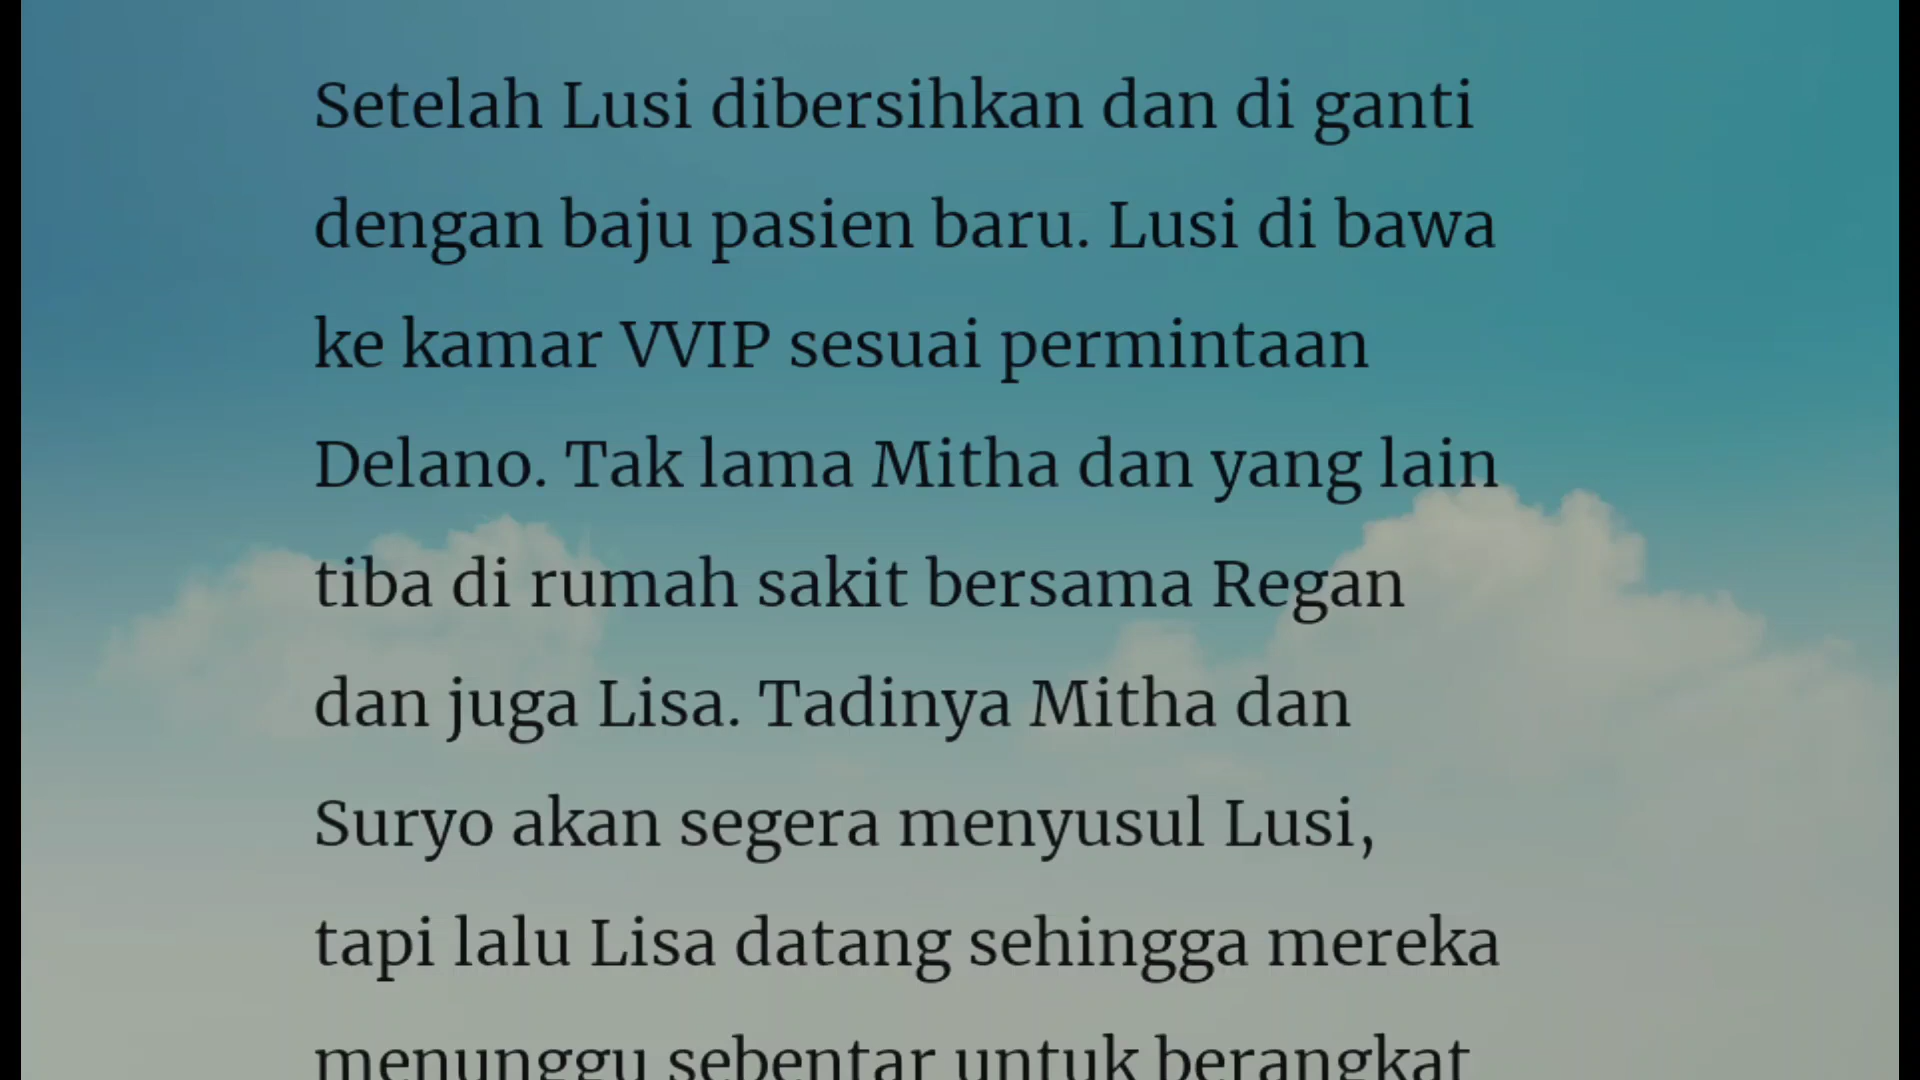 Setelah Lusi dibersihkan dan di ganti
dengan baju pasien baru. Lusi di bawa
ke kamar VVIP sesuai permintaan
Delano. Tak lama Mitha dan yang lain
tiba di rumah sakit bersama Regan
dan juga Lisa. Tadinya Mitha dan
Suryo akan segera menyusul Lusi,
tapi lalu Lisa datang sehingga mereka
menunggu sebentar untuk berangkat